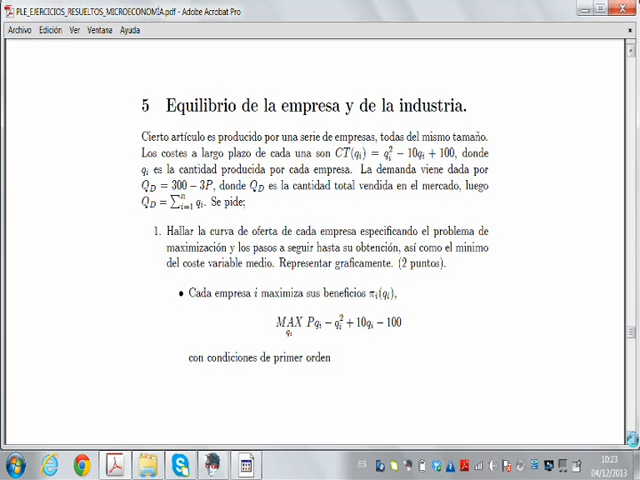 PLE_EJERCICIOS_RESUELTOS_MICROECONOMÍA.pdf - Adobe Acrobat Pro
Archivo Edición Ver Ventana Ayuda
5 Equilibrio de la empresa y de la industria.
Cierto artículo es producido por una serie de empresas, todas del mismo tamaño.
Los costes a largo plazo de cada una son CT(qᵢ) = qᵢ² − 10qᵢ + 100, donde
qᵢ es la cantidad producida por cada empresa. La demanda viene dada por
Q_D = 300 − 3P, donde Q_D es la cantidad total vendida en el mercado, luego
Q_D = ∑ⁿᵢ₌₁ qᵢ. Se pide;
1. Hallar la curva de oferta de cada empresa especificando el problema de
maximización y los pasos a seguir hasta su obtención, así como el mínimo
del coste variable medio. Representar graficamente. (2 puntos).
• Cada empresa i maximiza sus beneficios πᵢ(qᵢ),
MAX Pqᵢ − qᵢ² + 10qᵢ − 100
qᵢ
con condiciones de primer orden
ES
10:23
04/12/2013